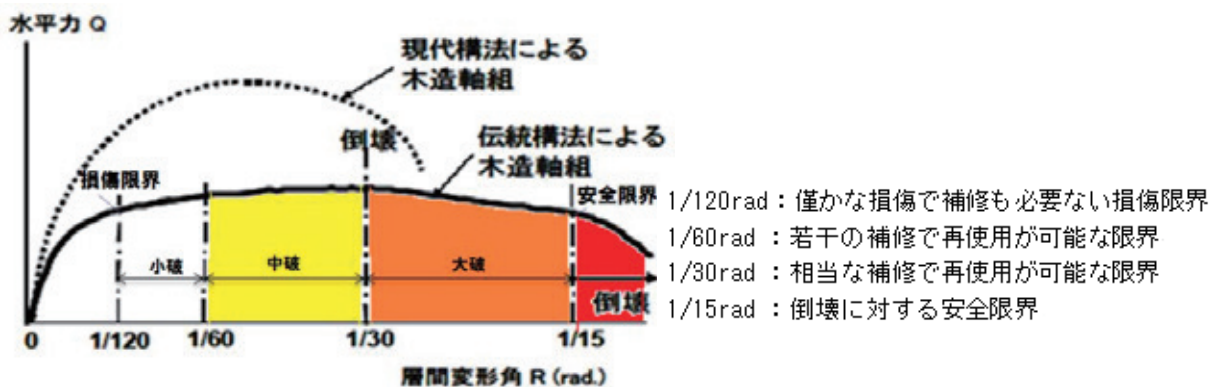 水平力 Q
現代構法による
木造軸組
倒壊
伝統構法による
木造軸組
損傷限界
安全限界
小破
中破
大破
倒壊
0
1/120
1/60
1/30
1/15
層間変形角 R (rad.)
1/120rad：僅かな損傷で補修も必要ない損傷限界
1/60rad ：若干の補修で再使用が可能な限界
1/30rad ：相当な補修で再使用が可能な限界
1/15rad ：倒壊に対する安全限界